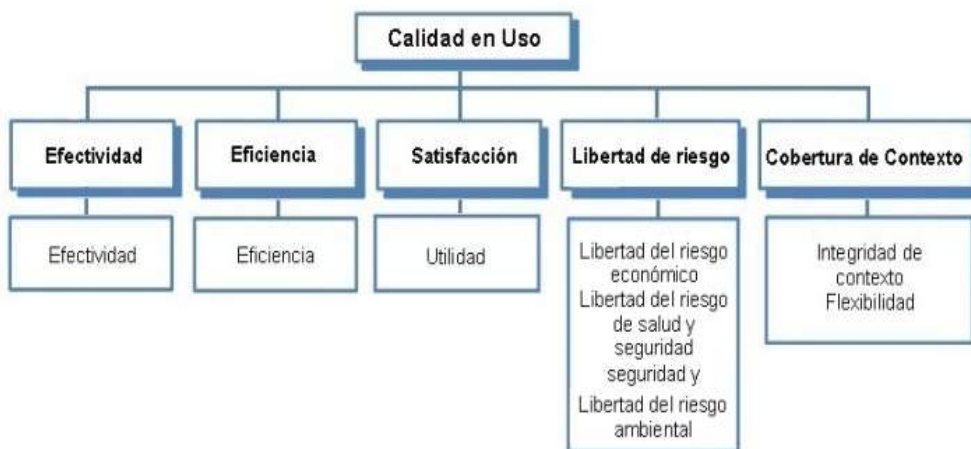 Calidad en Uso
Efectividad
Eficiencia
Satisfacción
Libertad de riesgo
Cobertura de Contexto
Efectividad
Eficiencia
Utilidad
Libertad del riesgo
económico
Libertad del riesgo
de salud y
seguridad
seguridad y
Libertad del riesgo
ambiental
Integridad de
contexto
Flexibilidad